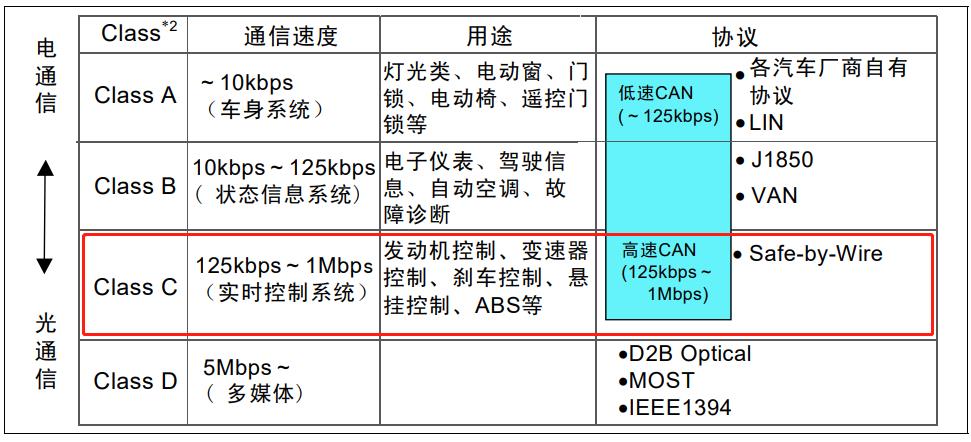 电通信
光通信
Class*2
通信速度
用途
协议
Class A
~ 10kbps
（车身系统）
灯光类、电动窗、门
锁、电动椅、遥控门
锁等
低速CAN
(~125kbps)
● 各汽车厂商自有
协议
●LIN
Class B
10kbps~125kbps
( 状态信息系统)
电子仪表、驾驶信
息、自动空调、故
障诊断
● J1850
● VAN
Class C
125kbps~1Mbps
（实时控制系统）
发动机控制、变速器
控制、刹车控制、悬
挂控制、ABS等
高速CAN
(125kbps~
1Mbps)
● Safe-by-Wire
Class D
5Mbps~
( 多媒体)
●D2B Optical
●MOST
●IEEE1394